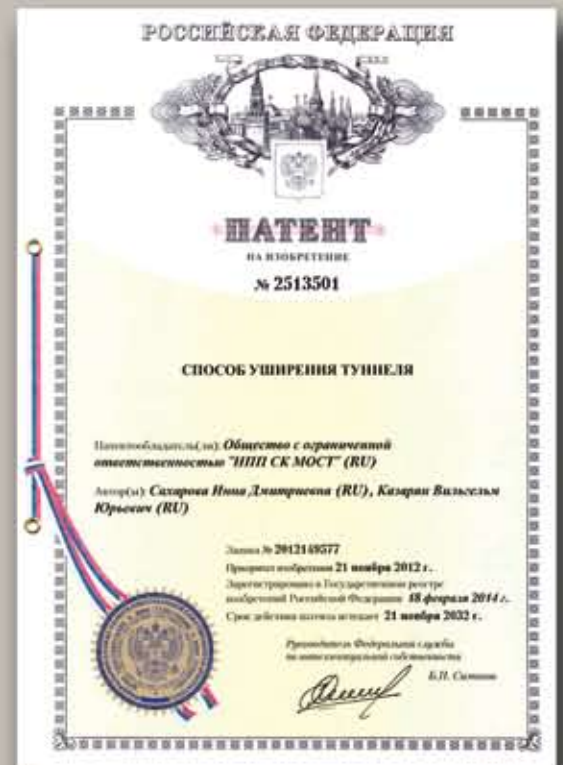 РОССИЙСКАЯ ФЕДЕРАЦИЯ
ПАТЕНТ
НА ИЗОБРЕТЕНИЕ
№ 2513501
СПОСОБ УШИРЕНИЯ ТУННЕЛЯ
Патентообладатель(ли): Общество с ограниченной
ответственностью "НПП СК МОСТ" (RU)
Автор(ы): Сахарова Инна Дмитриевна (RU), Казарян Вильгельм
Юрьевич (RU)
Заявка № 2012149577
Приоритет изобретения 21 ноября 2012 г.
Зарегистрировано в Государственном реестре
изобретений Российской Федерации 18 февраля 2014 г.
Срок действия патента истекает 21 ноября 2032 г.
Руководитель Федеральной службы
по интеллектуальной собственности
Б.П. Симонов